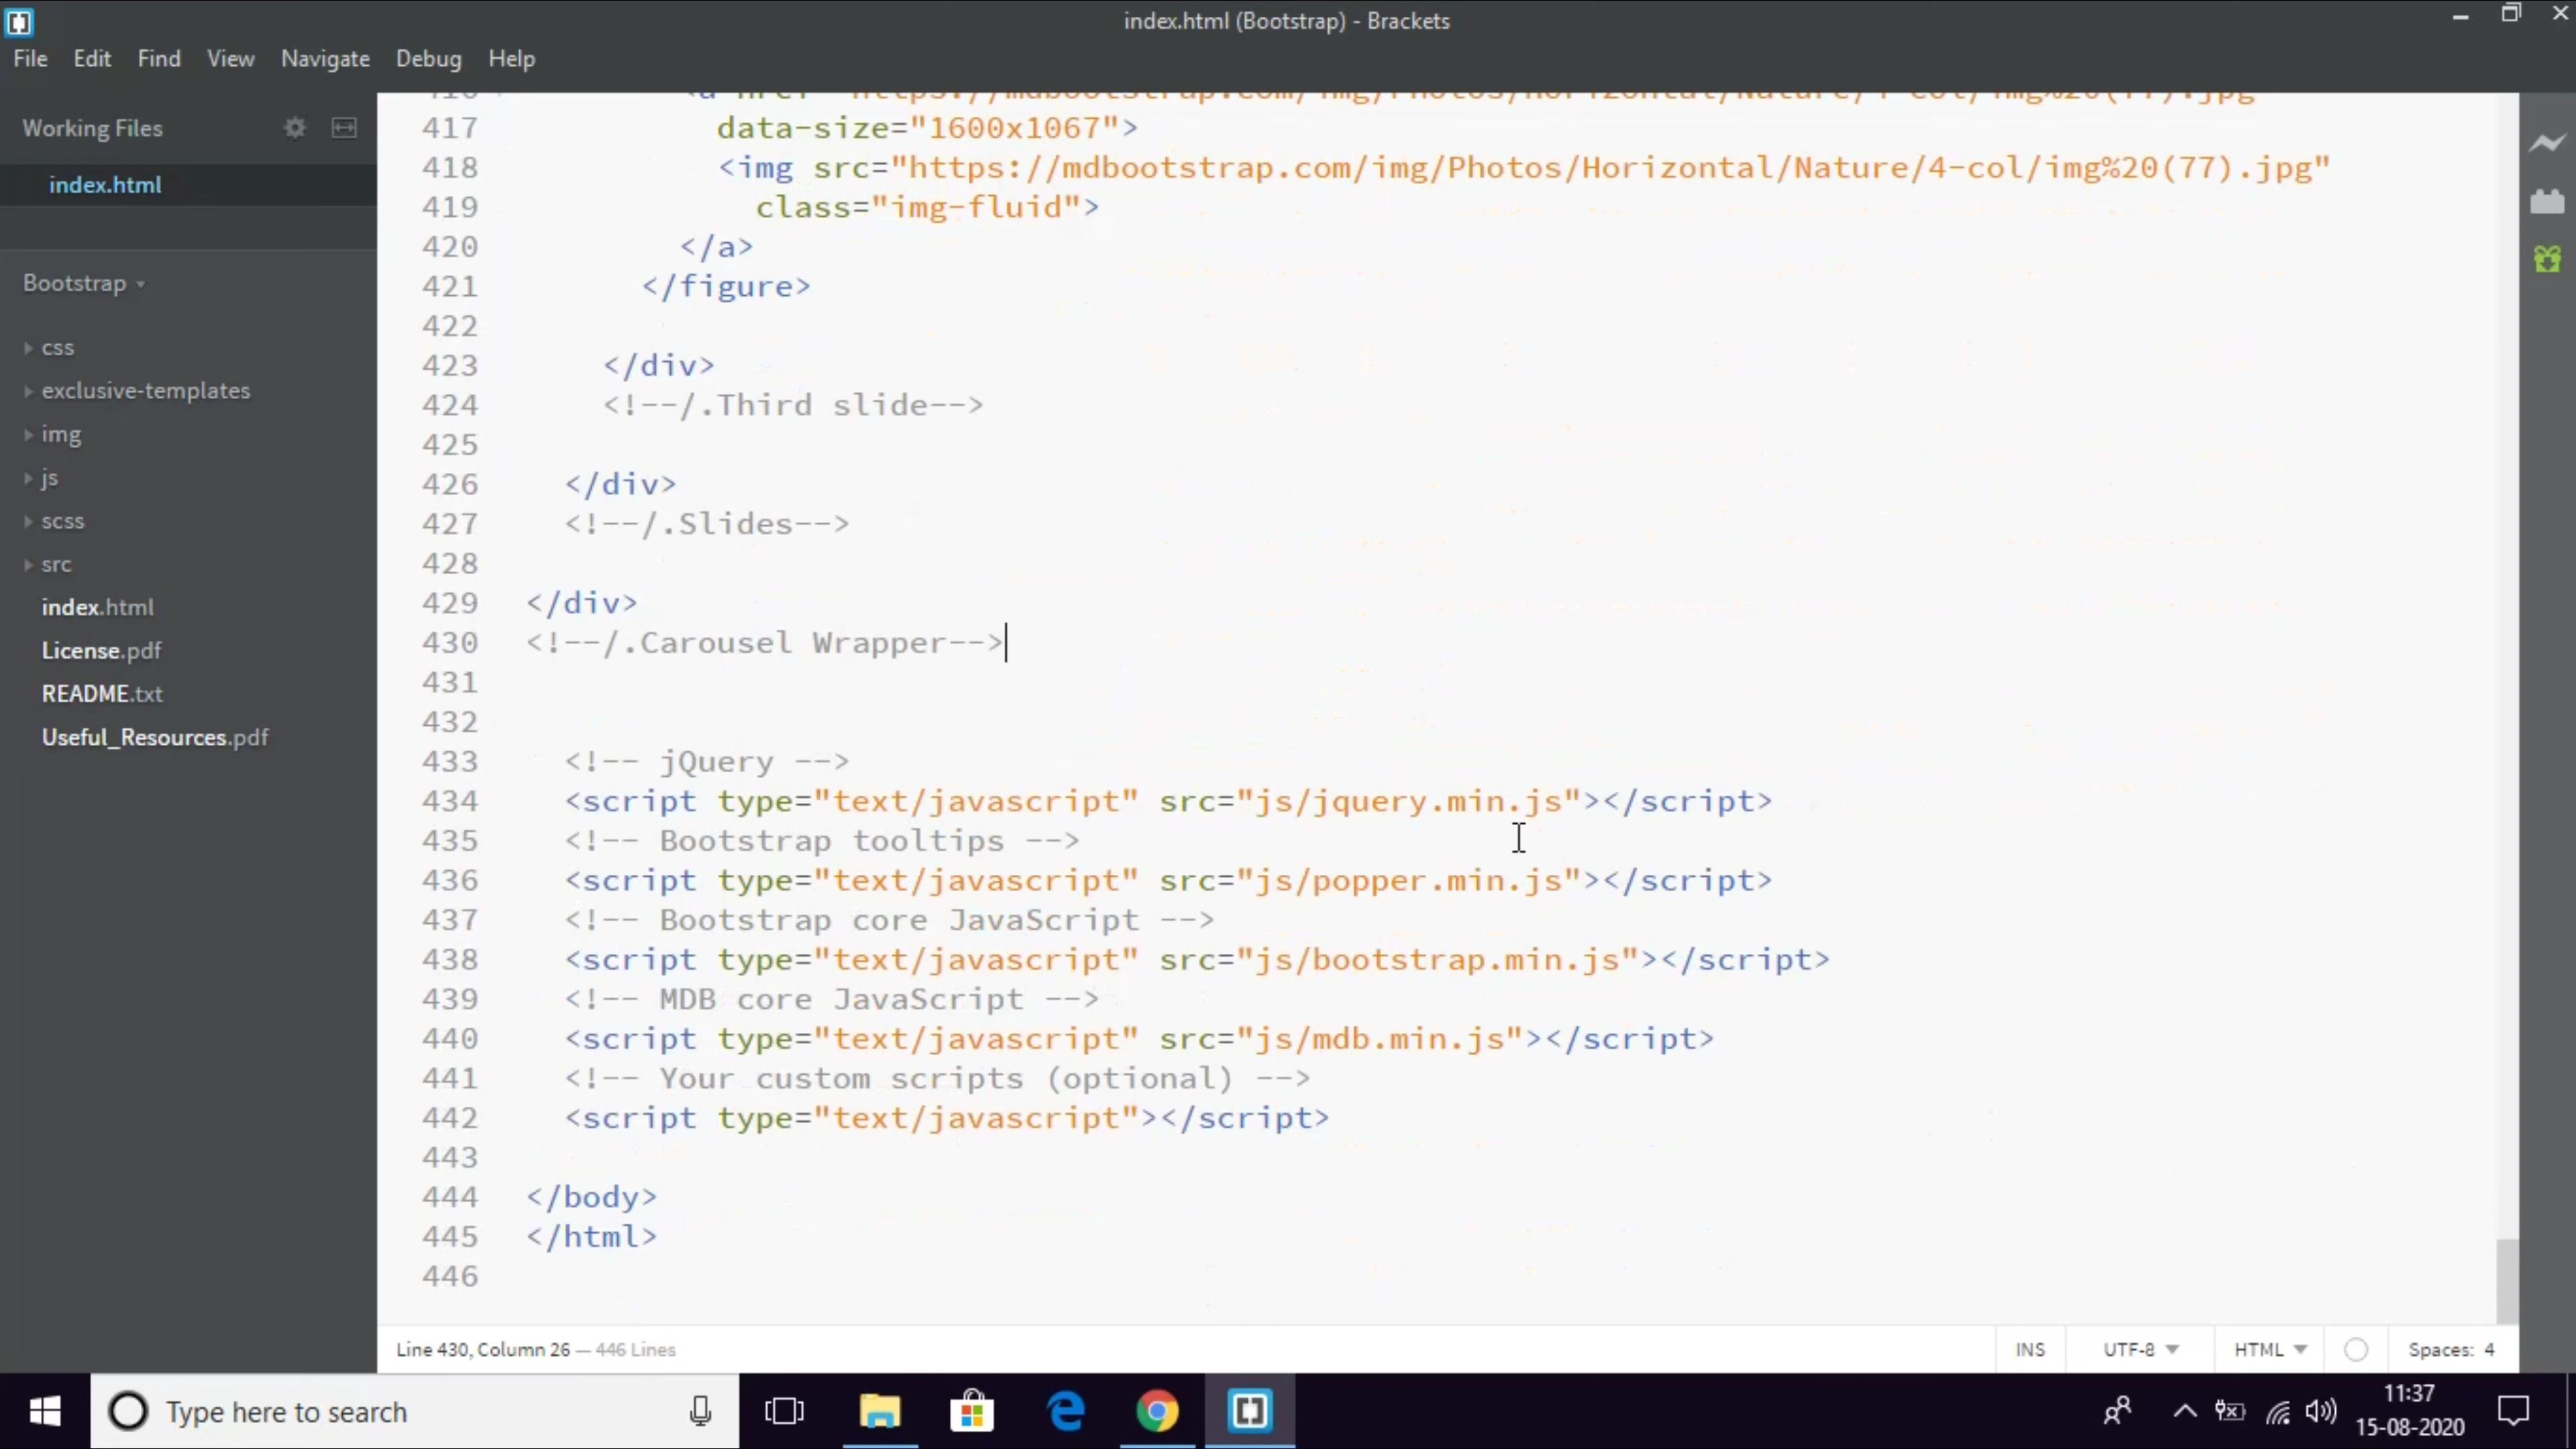 index.html (Bootstrap) - Brackets
File Edit Find View Navigate Debug Help
Working Files
index.html
Bootstrap
css
exclusive-templates
img
js
scss
src
index.html
License.pdf
README.txt
Useful_Resources.pdf
417 data-size="1600x1067">
418 <img src="https://mdbootstrap.com/img/Photos/Horizontal/Nature/4-col/img%20(77).jpg"
419 class="img-fluid">
420 </a>
421 </figure>
422
423 </div>
424 <!--/.Third slide-->
425
426 </div>
427 <!--/.Slides-->
428
429 </div>
430 <!--/.Carousel Wrapper-->
431
432
433 <!-- jQuery -->
434 <script type="text/javascript" src="js/jquery.min.js"></script>
435 <!-- Bootstrap tooltips -->
436 <script type="text/javascript" src="js/popper.min.js"></script>
437 <!-- Bootstrap core JavaScript -->
438 <script type="text/javascript" src="js/bootstrap.min.js"></script>
439 <!-- MDB core JavaScript -->
440 <script type="text/javascript" src="js/mdb.min.js"></script>
441 <!-- Your custom scripts (optional) -->
442 <script type="text/javascript"></script>
443
444 </body>
445 </html>
446
Line 430, Column 26 — 446 Lines
INS UTF-8 HTML Spaces: 4
Type here to search
11:37
15-08-2020